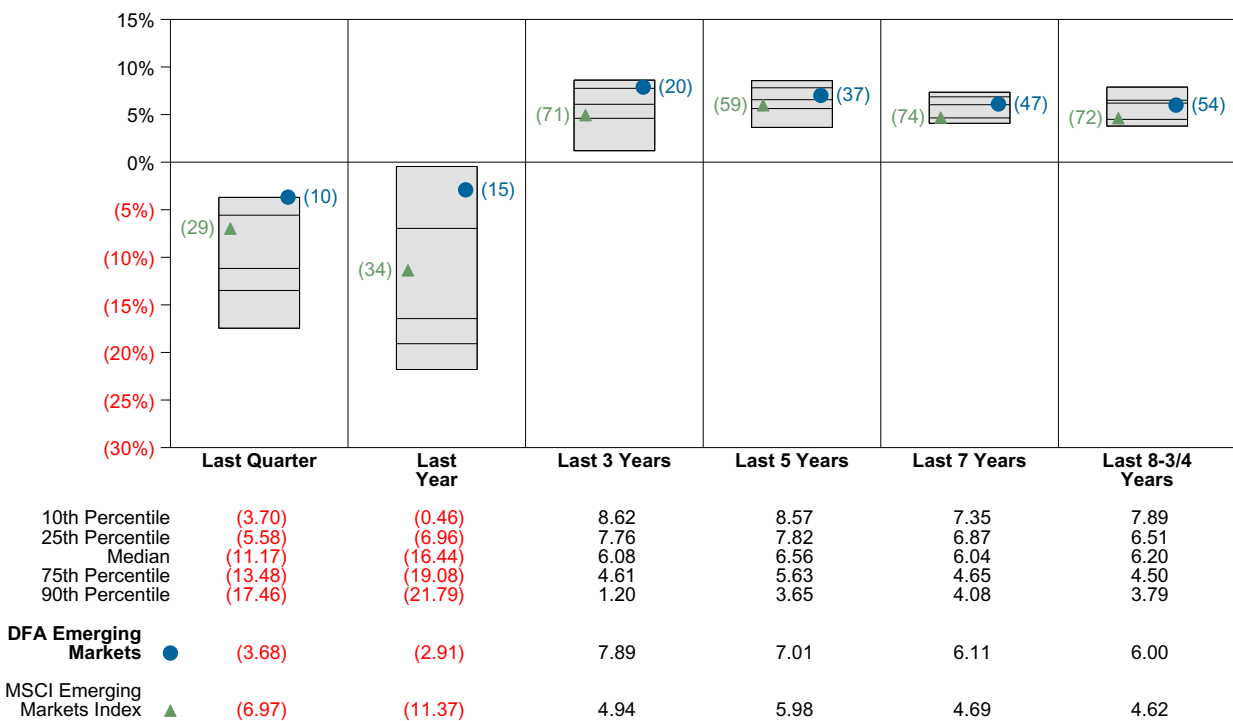 15%
10%
5%
0%
(5%)
(10%)
(15%)
(20%)
(25%)
(30%)
(10)
(29)
(15)
(34)
(20)
(71)
(37)
(59)
(47)
(74)
(54)
(72)
Last Quarter Last Year Last 3 Years Last 5 Years Last 7 Years Last 8-3/4 Years
10th Percentile (3.70) (0.46) 8.62 8.57 7.35 7.89
25th Percentile (5.58) (6.96) 7.76 7.82 6.87 6.51
Median (11.17) (16.44) 6.08 6.56 6.04 6.20
75th Percentile (13.48) (19.08) 4.61 5.63 4.65 4.50
90th Percentile (17.46) (21.79) 1.20 3.65 4.08 3.79
DFA Emerging
Markets (3.68) (2.91) 7.89 7.01 6.11 6.00
MSCI Emerging
Markets Index (6.97) (11.37) 4.94 5.98 4.69 4.62